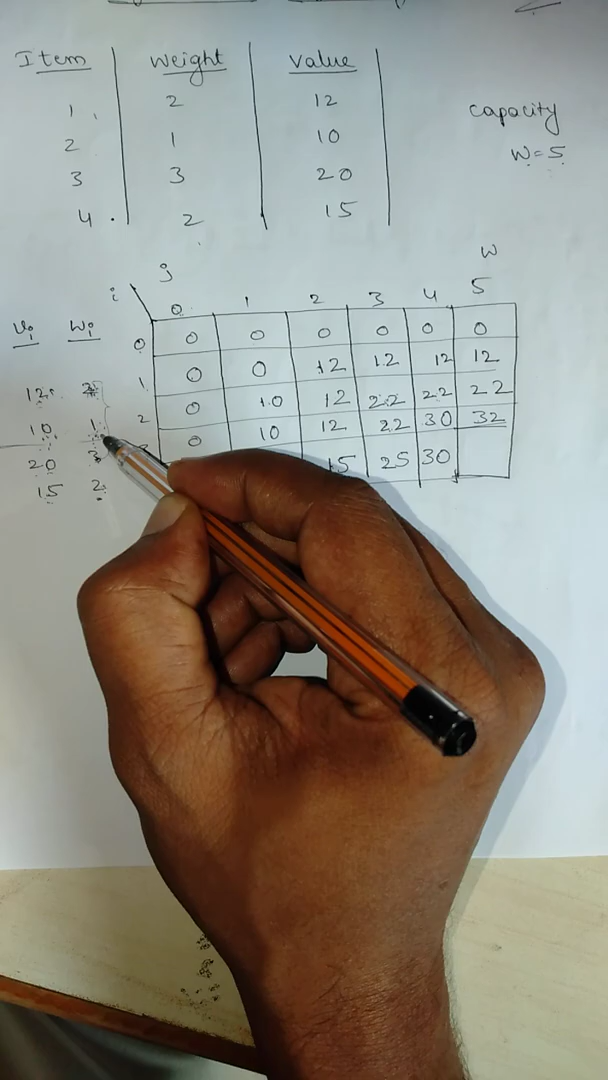 Item weight value
1 2 12
2 1 10
3 3 20
4 2 15
capacity
W=5
W
j
i 0 1 2 3 4 5
vi wi
0 0 0 0 0 0 0
12 1 0 0 12 12 12 12
10 1 2 0 10 12 22 22 22
20 3 0 10 12 22 30 32
15 2 15 25 30